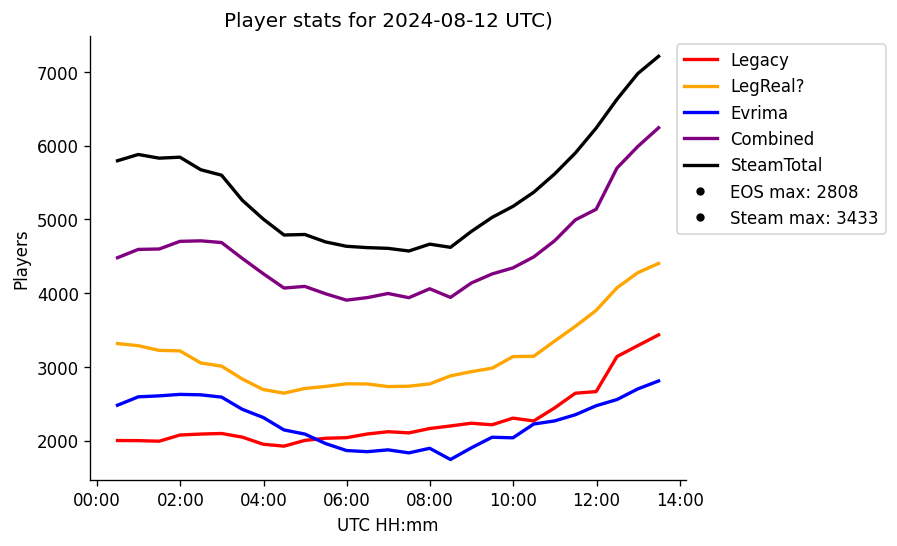 Player stats for 2024-08-12 UTC)
7000
6000
5000
4000
3000
2000
Players
00:00 02:00 04:00 06:00 08:00 10:00 12:00 14:00
UTC HH:mm
Legacy
LegReal?
Evrima
Combined
SteamTotal
EOS max: 2808
Steam max: 3433